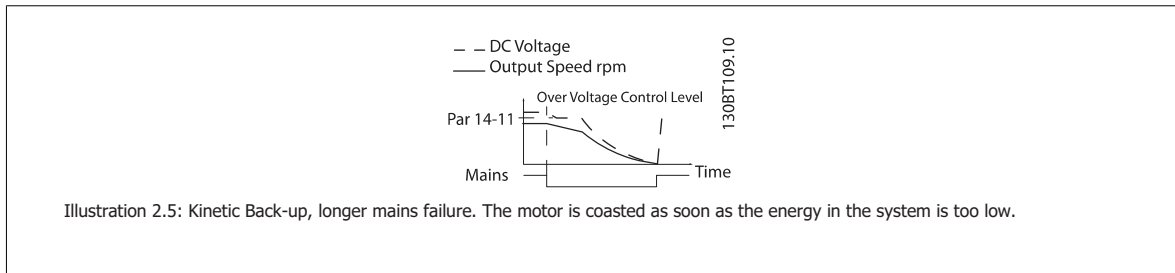 DC Voltage
Output Speed rpm
130BT109.10
Over Voltage Control Level
Par 14-11
Mains
Time
Illustration 2.5: Kinetic Back-up, longer mains failure. The motor is coasted as soon as the energy in the system is too low.